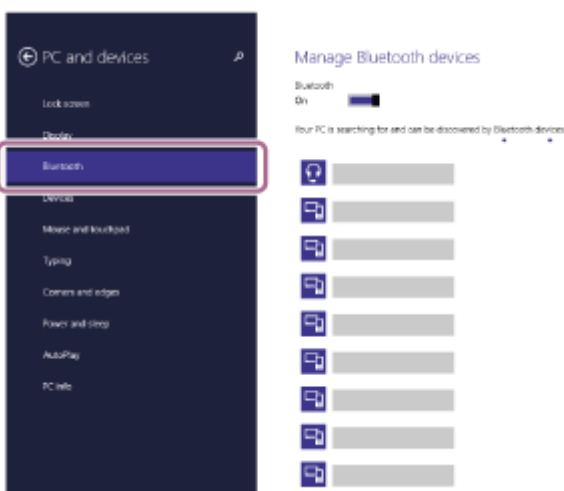 PC and devices
Lock screen
Display
Bluetooth
Devices
Mouse and touchpad
Typing
Corners and edges
Power and sleep
AutoPlay
PC info
Manage Bluetooth devices
Bluetooth
On
Your PC is searching for and can be discovered by Bluetooth devices